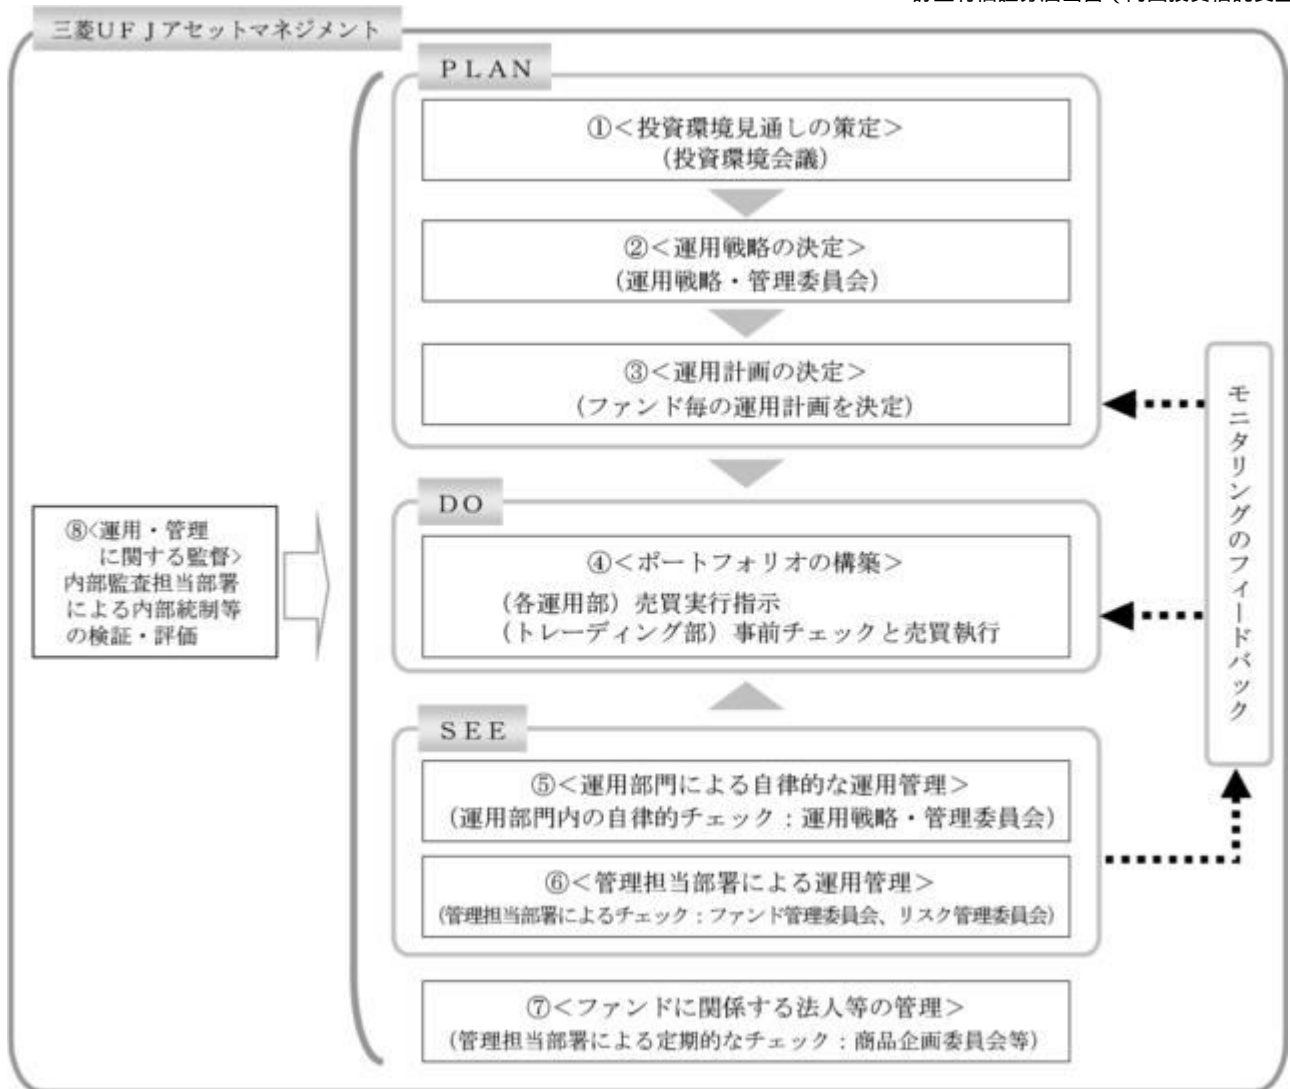 三菱ＵＦＪアセットマネジメント
ＰＬＡＮ
①＜投資環境見通しの策定＞
（投資環境会議）
②＜運用戦略の決定＞
（運用戦略・管理委員会）
③＜運用計画の決定＞
（ファンド毎の運用計画を決定）
ＤＯ
④＜ポートフォリオの構築＞
（各運用部）売買実行指示
（トレーディング部）事前チェックと売買執行
ＳＥＥ
⑤＜運用部門による自律的な運用管理＞
（運用部門内の自律的チェック：運用戦略・管理委員会）
⑥＜管理担当部署による運用管理＞
（管理担当部署によるチェック：ファンド管理委員会、リスク管理委員会）
⑦＜ファンドに関係する法人等の管理＞
（管理担当部署による定期的なチェック：商品企画委員会等）
⑧＜運用・管理
に関する監督＞
内部監査担当部署
による内部統制等
の検証・評価
モニタリングのフィードバック